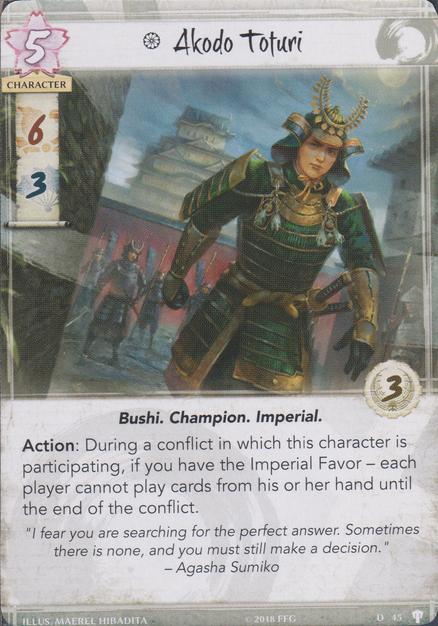 5
Akodo Toturi
CHARACTER
6
3
3
Bushi. Champion. Imperial.
Action: During a conflict in which this character is
participating, if you have the Imperial Favor – each
player cannot play cards from his or her hand until
the end of the conflict.
"I fear you are searching for the perfect answer. Sometimes
there is none, and you must still make a decision."
– Agasha Sumiko
ILLUS. MAEREL HIBADITA
©2018 FFG
D 45